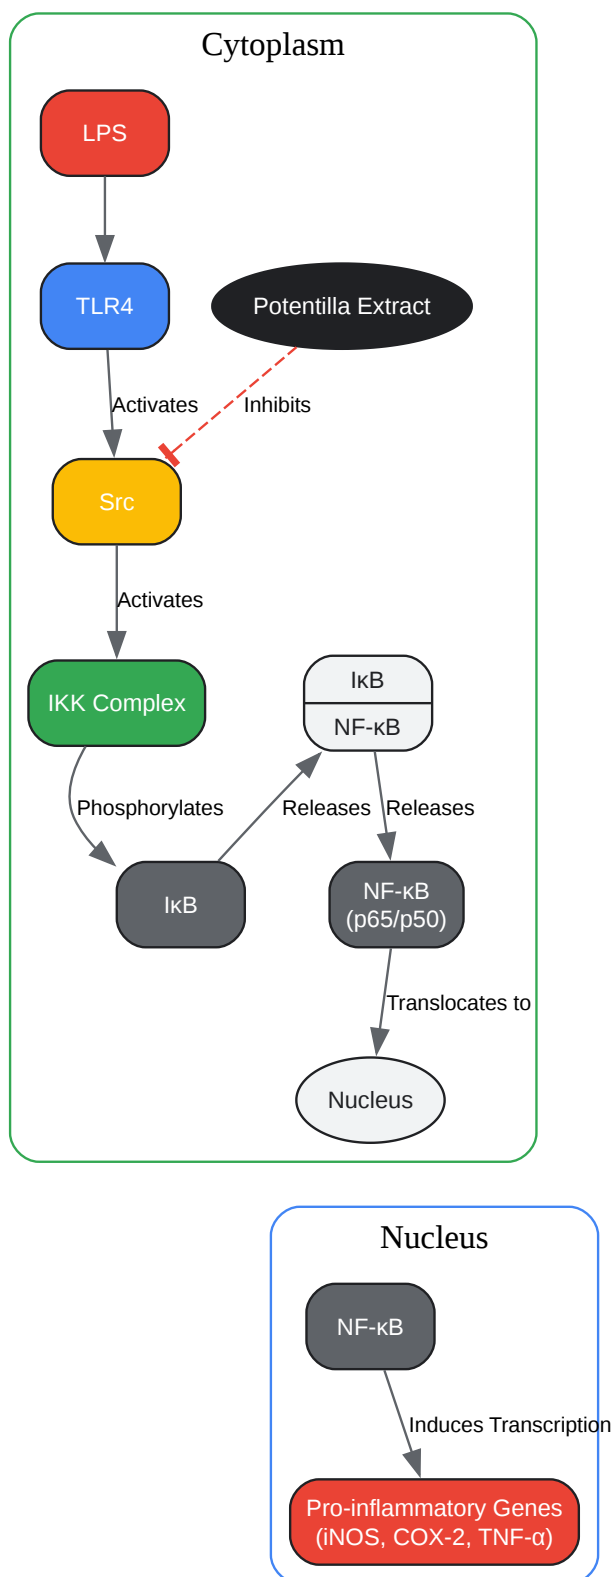 Cytoplasm
LPS
TLR4
Potentilla Extract
Activates
Inhibits
Src
Activates
IKK Complex
IκB
NF-κB
Phosphorylates
Releases
Releases
IκB
NF-κB
(p65/p50)
Translocates to
Nucleus
Nucleus
NF-κB
Induces Transcription
Pro-inflammatory Genes
(iNOS, COX-2, TNF-α)